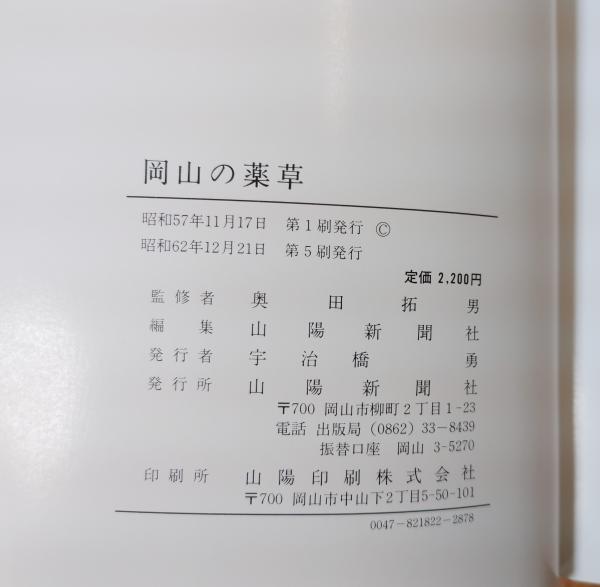 岡山の薬草
昭和57年11月17日 第1刷発行 ©
昭和62年12月21日 第5刷発行
定価 2,200円
監修者 奥田拓男
編集 山陽新聞社
発行者 宇治橋勇
発行所 山陽新聞社
〒700 岡山市柳町2丁目1-23
電話 出版局 (0862) 33-8439
振替口座 岡山 3-5270
印刷所 山陽印刷株式会社
〒700 岡山市中山下2丁目5-50-101
0047-821822-2878